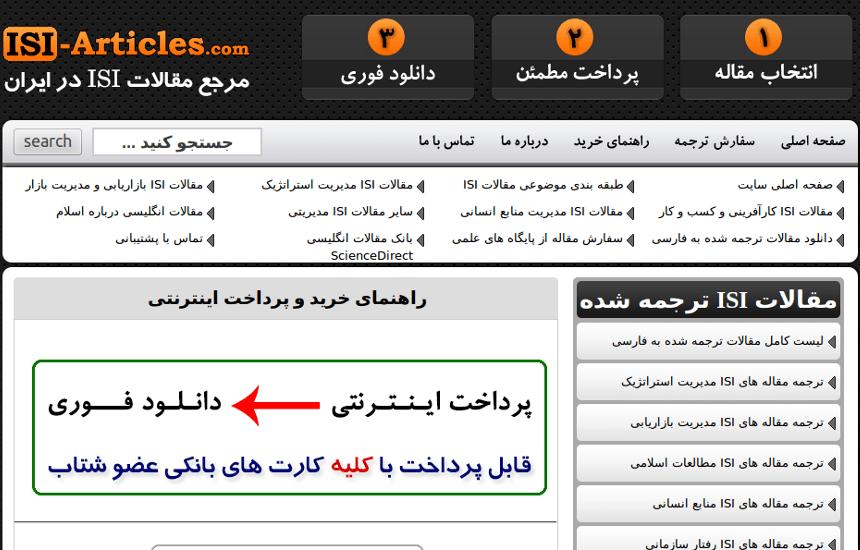 ISI-Articles.com
مرجع مقالات ISI در ایران
۱
انتخاب مقاله
۲
پرداخت مطمئن
۳
دانلود فوری
صفحه اصلی
سفارش ترجمه
راهنمای خرید
درباره ما
تماس با ما
جستجو کنید ...
search
صفحه اصلی سایت
طبقه بندی موضوعی مقالات ISI
مقالات ISI مدیریت استراتژیک
مقالات ISI بازاریابی و مدیریت بازار
مقالات ISI کارآفرینی و کسب و کار
مقالات ISI مدیریت منابع انسانی
سایر مقالات ISI مدیریتی
مقالات انگلیسی درباره اسلام
دانلود مقالات ترجمه شده به فارسی
سفارش مقاله از پایگاه های علمی
بانک مقالات انگلیسی
ScienceDirect
تماس با پشتیبانی
مقالات ISI ترجمه شده
لیست کامل مقالات ترجمه شده به فارسی
ترجمه مقاله های ISI مدیریت استراتژیک
ترجمه مقاله های ISI مدیریت بازاریابی
ترجمه مقاله های ISI مطالعات اسلامی
ترجمه مقاله های ISI منابع انسانی
ترجمه مقاله های ISI رفتار سازمانی
راهنمای خرید و پرداخت اینترنتی
پرداخت ایـنـتـرنتی
دانـلـود فــوری
قابل پرداخت با کلیه کارت های بانکی عضو شتاب